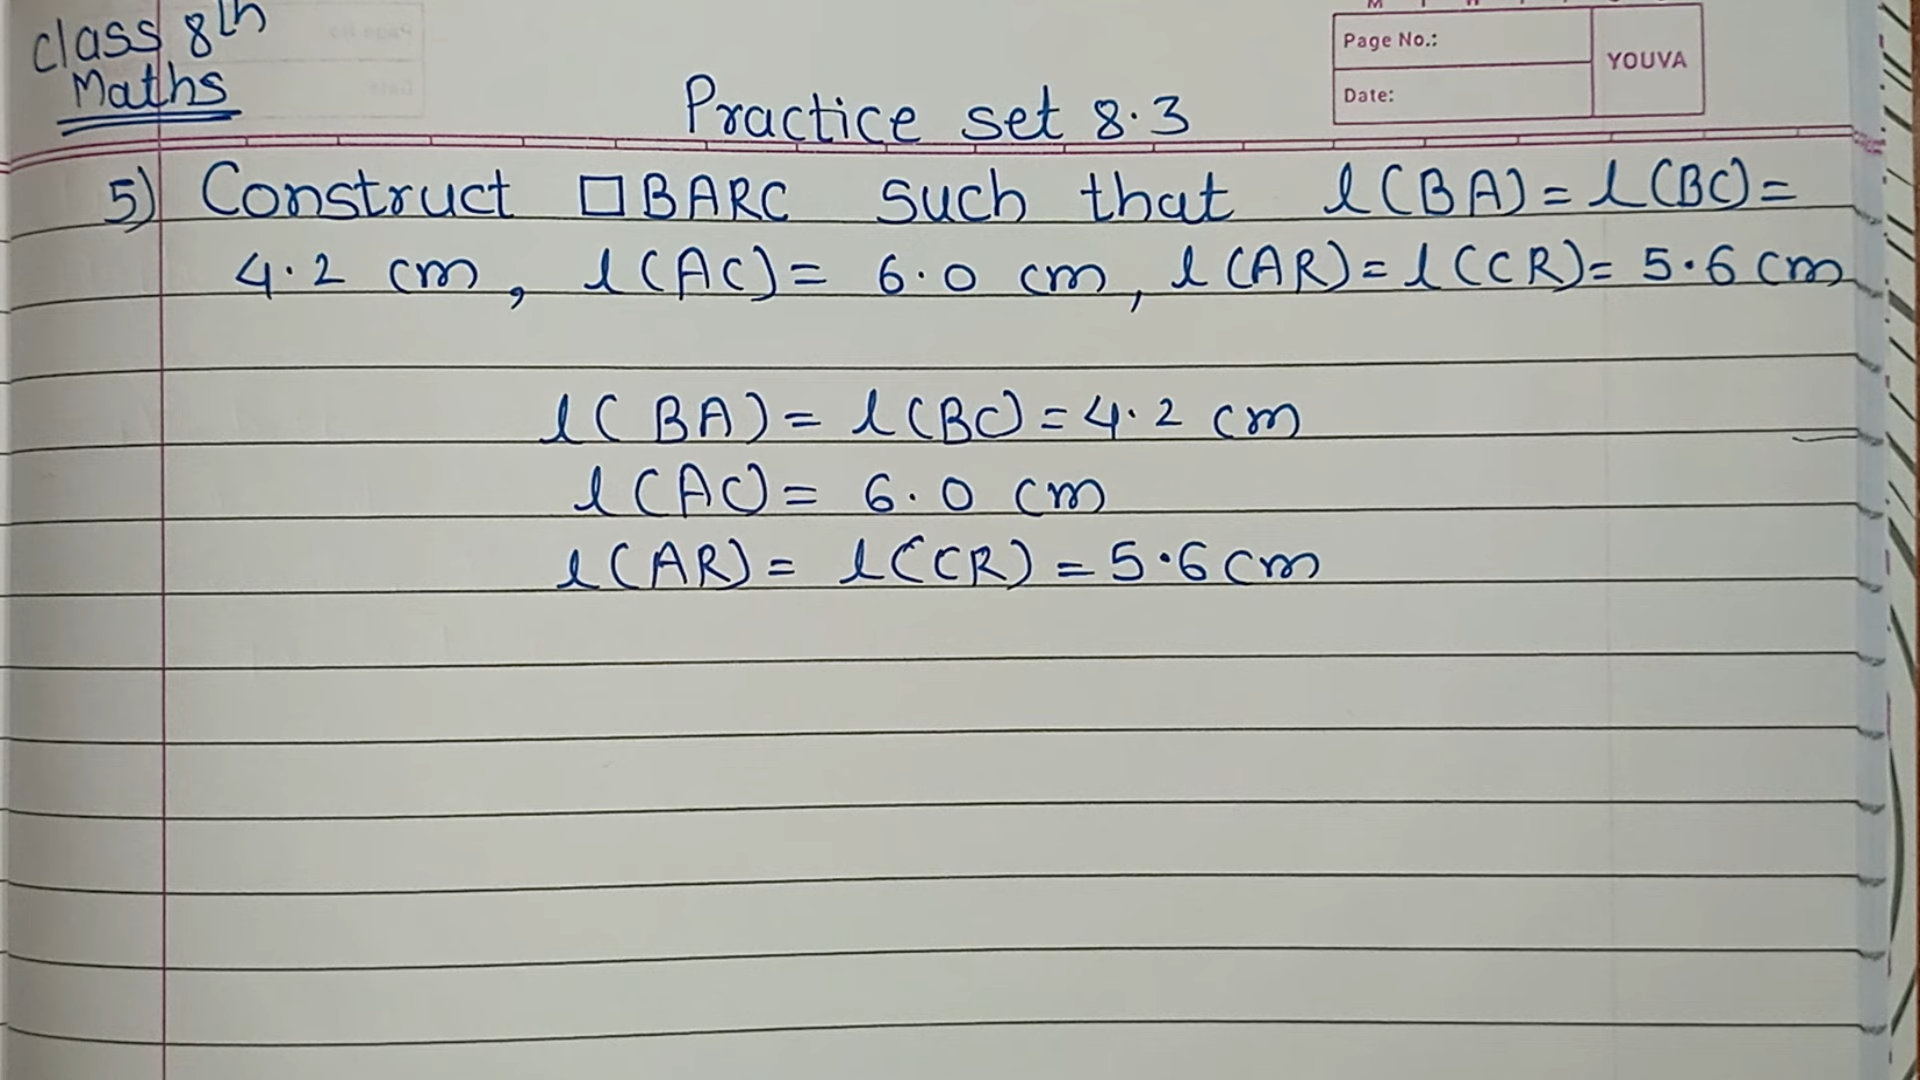 class 8th
Maths
Page No.:
Date:
YOUVA
Practice set 8.3
5) Construct □BARC such that l(BA)=l(BC)=
4.2 cm, l(AC)= 6.0 cm, l(AR)=l(CR)= 5.6 cm
l(BA)= l(BC)=4.2 cm
l(AC)= 6.0 cm
l(AR)= l(CR)=5.6cm